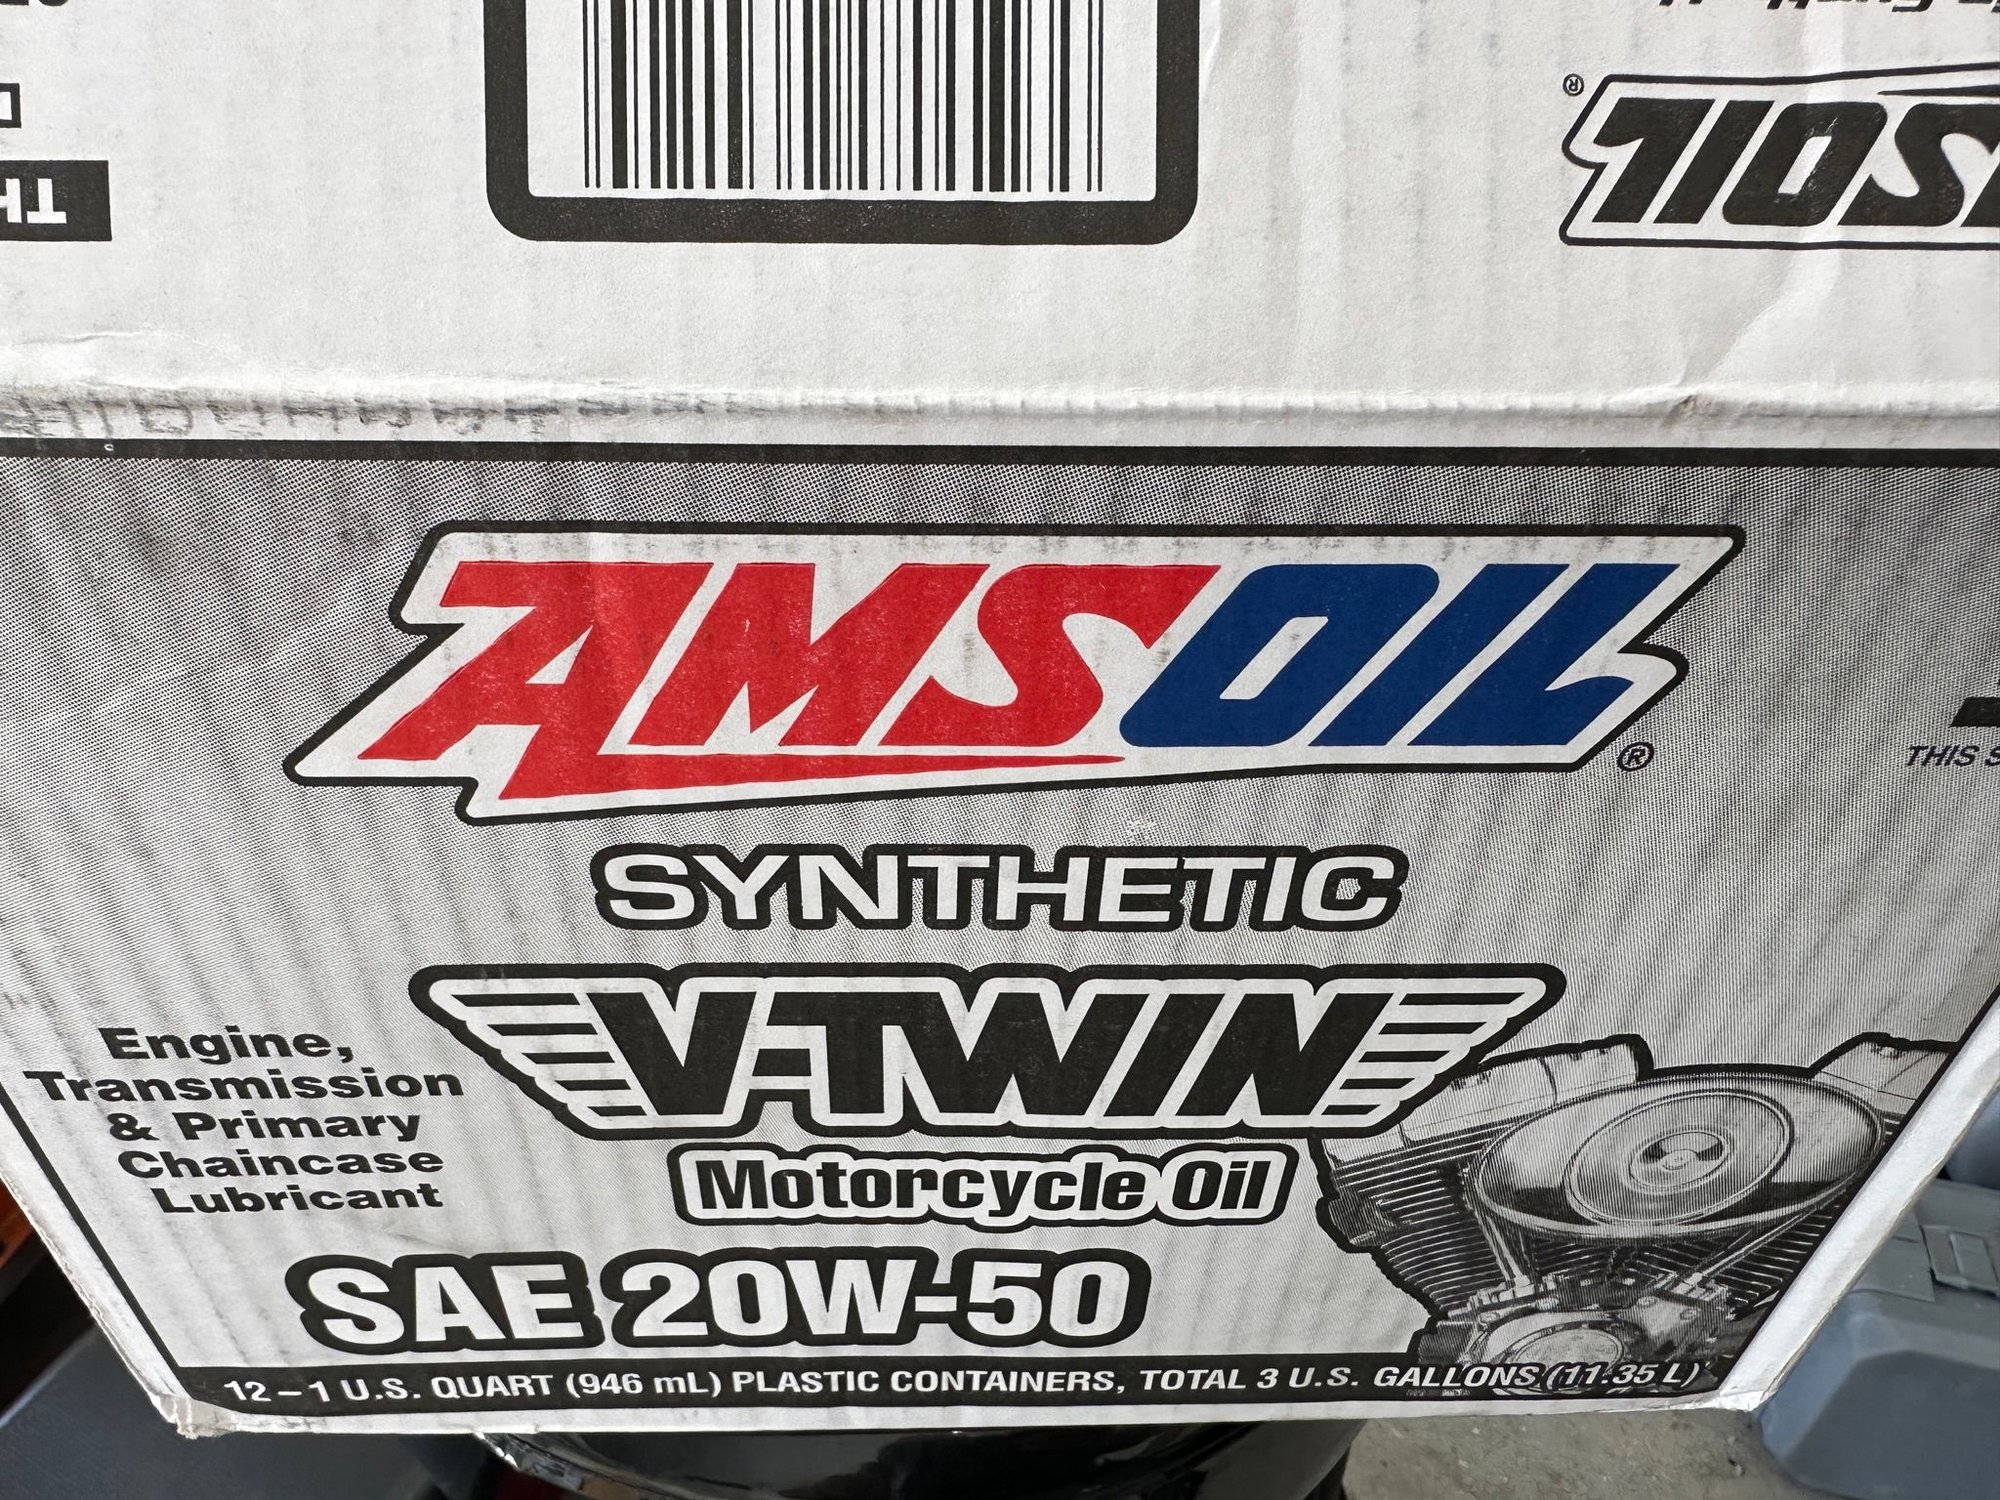 AMSOIL®
SYNTHETIC
V-TWIN
Motorcycle Oil
Engine,
Transmission
& Primary
Chaincase
Lubricant
SAE 20W-50
12 – 1 U.S. QUART (946 mL) PLASTIC CONTAINERS, TOTAL 3 U.S. GALLONS (11.35 L)
THIS